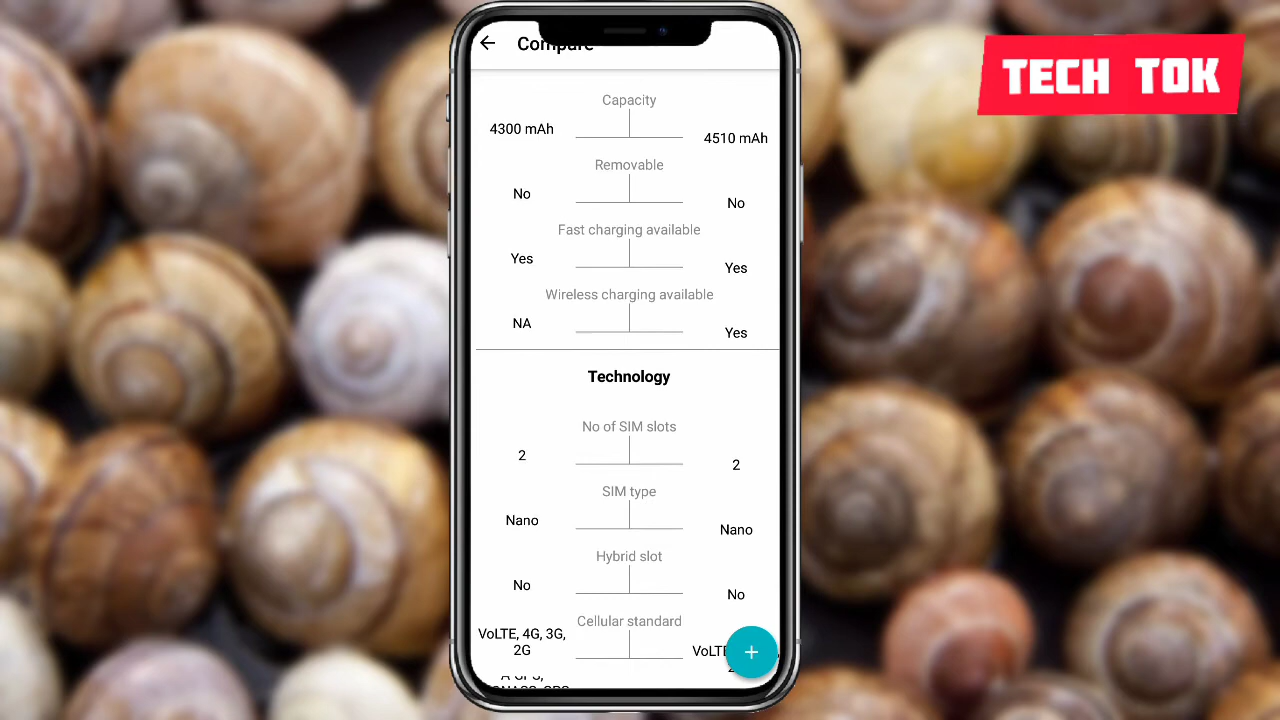 TECH TOK
Compare
Capacity
4300 mAh
4510 mAh
Removable
No
No
Fast charging available
Yes
Yes
Wireless charging available
NA
Yes
Technology
No of SIM slots
2
2
SIM type
Nano
Nano
Hybrid slot
No
No
Cellular standard
VoLTE, 4G, 3G,
2G